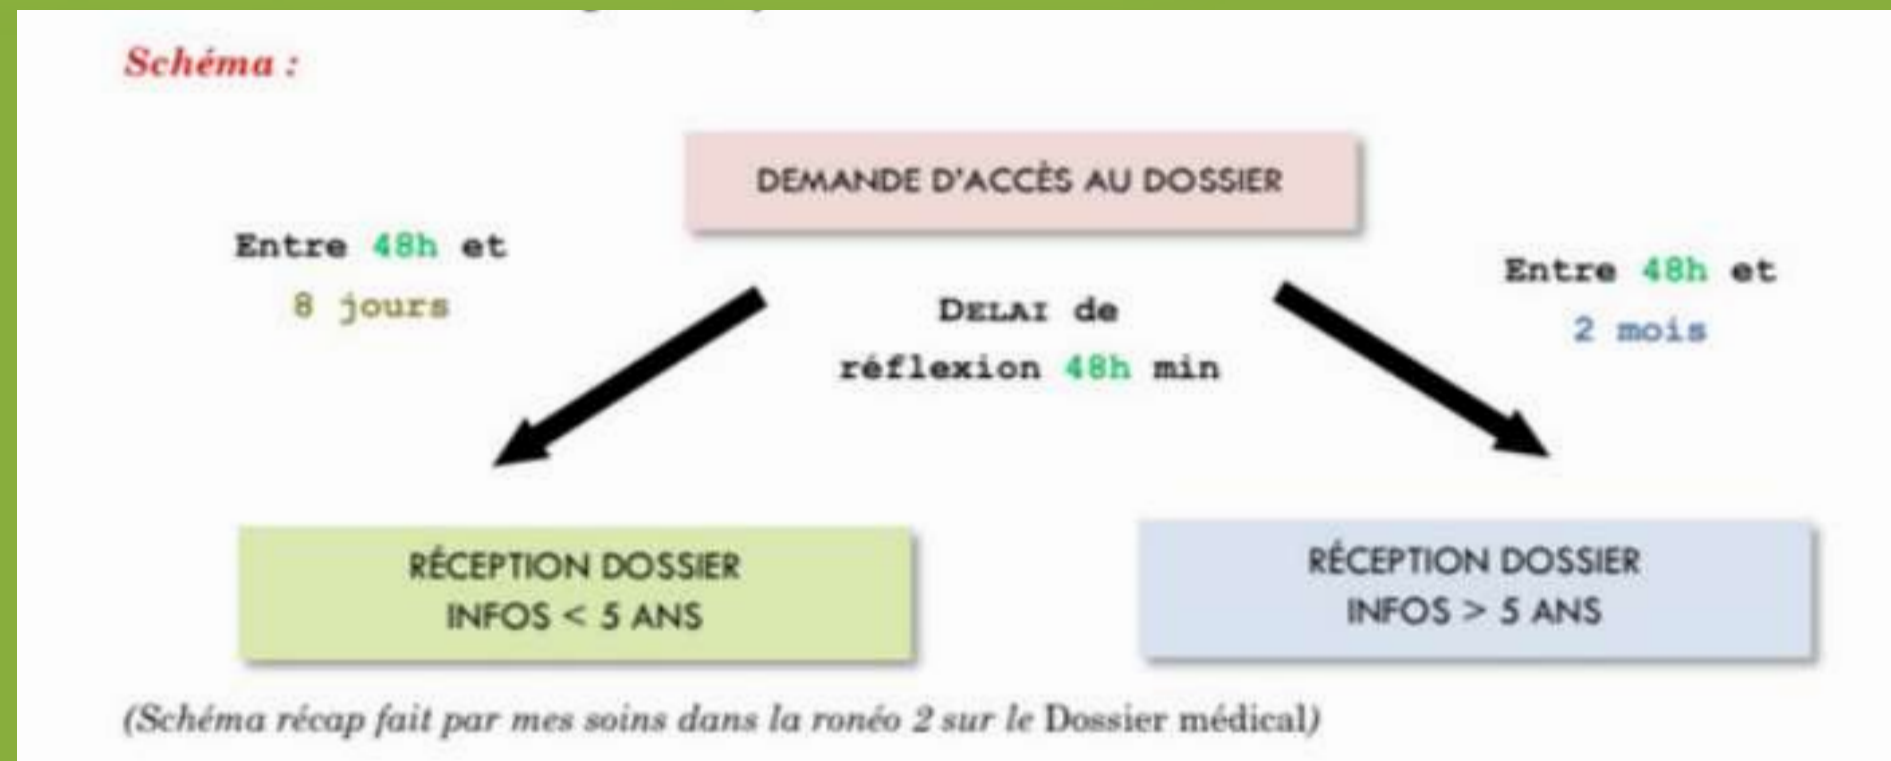 Schéma :
DEMANDE D'ACCÈS AU DOSSIER
Entre 48h et
8 jours
DELAI de
réflexion 48h min
Entre 48h et
2 mois
RÉCEPTION DOSSIER
INFOS < 5 ANS
RÉCEPTION DOSSIER
INFOS > 5 ANS
(Schéma récap fait par mes soins dans la ronéo 2 sur le Dossier médical)